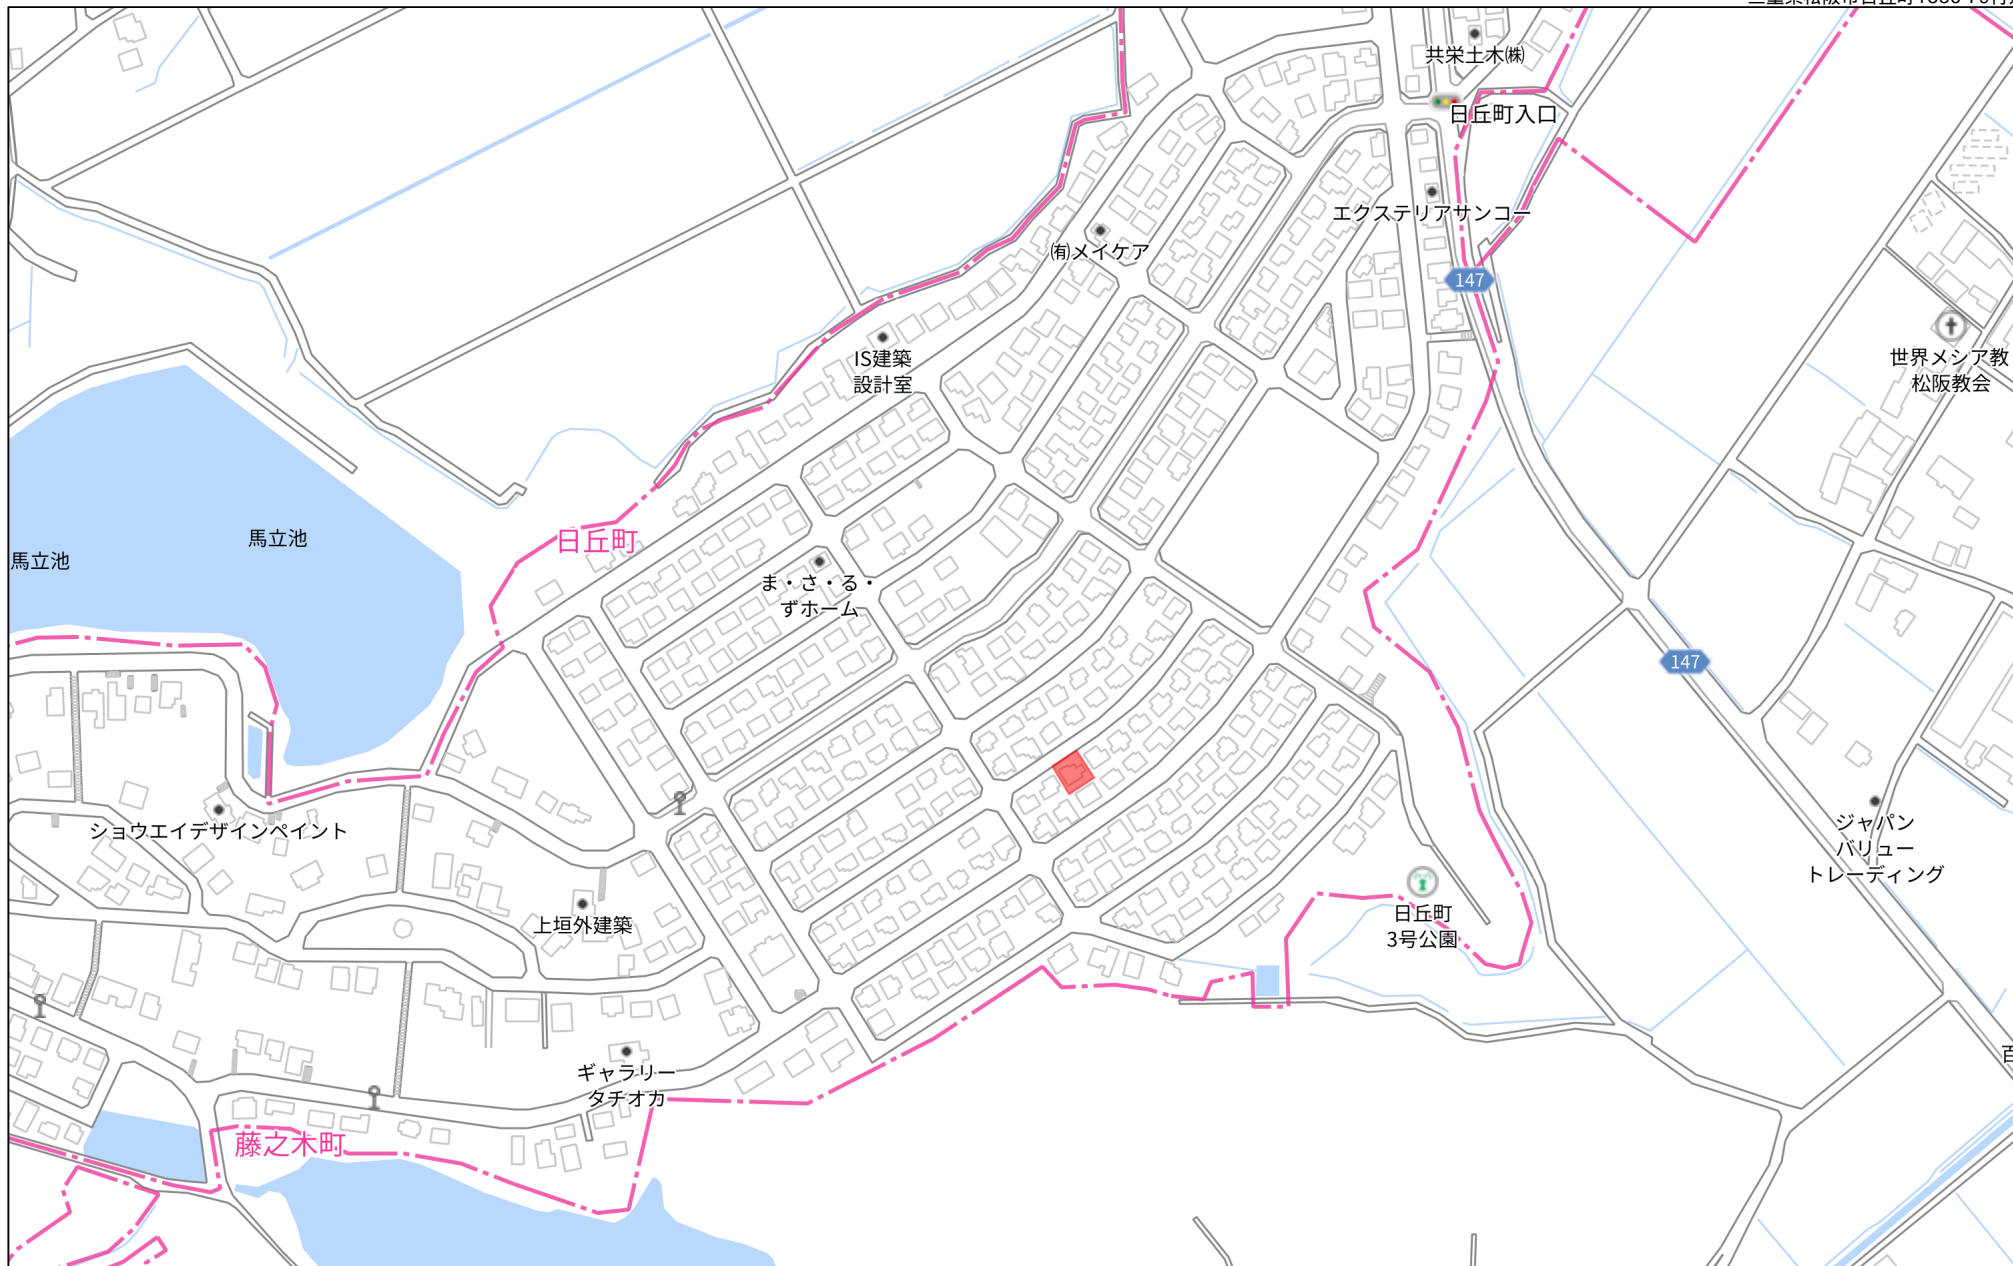 共栄土木㈱
日丘町入口
エクステリアサンコー
㈲メイケア
147
IS建築
設計室
世界メシア教
松阪教会
馬立池
馬立池
日丘町
ま・さ・る・
ずホーム
147
ショウエイデザインペイント
ジャパン
バリュー
トレーディング
上垣外建築
日丘町
3号公園
ギャラリー
タチオカ
藤之木町